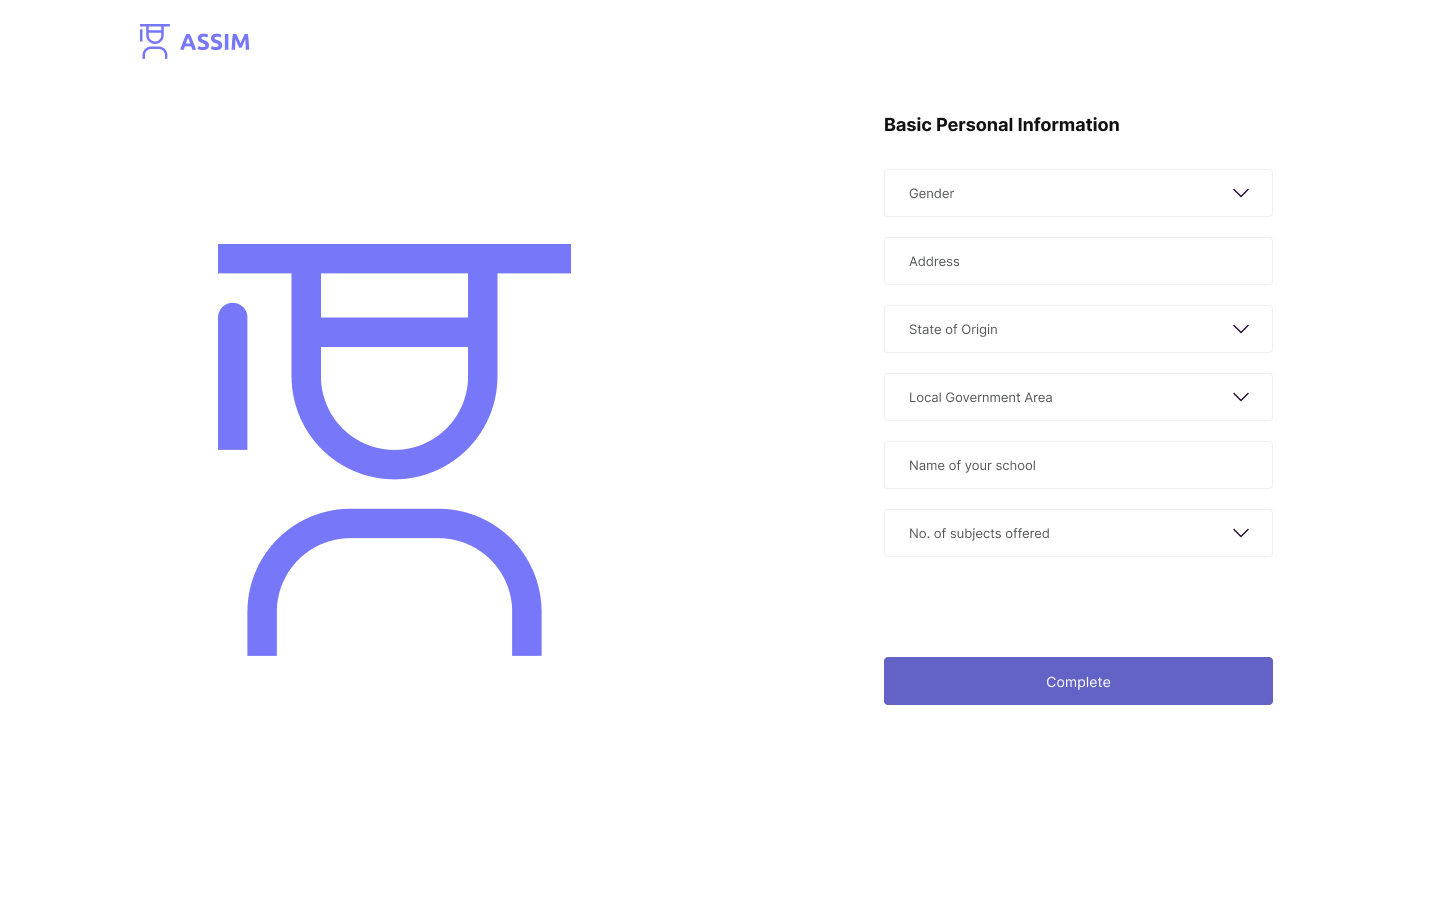 ASSIM
Basic Personal Information
Gender
Address
State of Origin
Local Government Area
Name of your school
No. of subjects offered
Complete